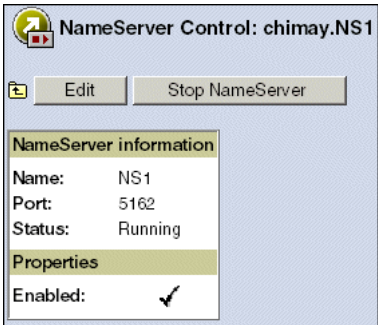 NameServer Control: chimay.NS1
Edit Stop NameServer
NameServer information
Name: NS1
Port: 5162
Status: Running
Properties
Enabled: